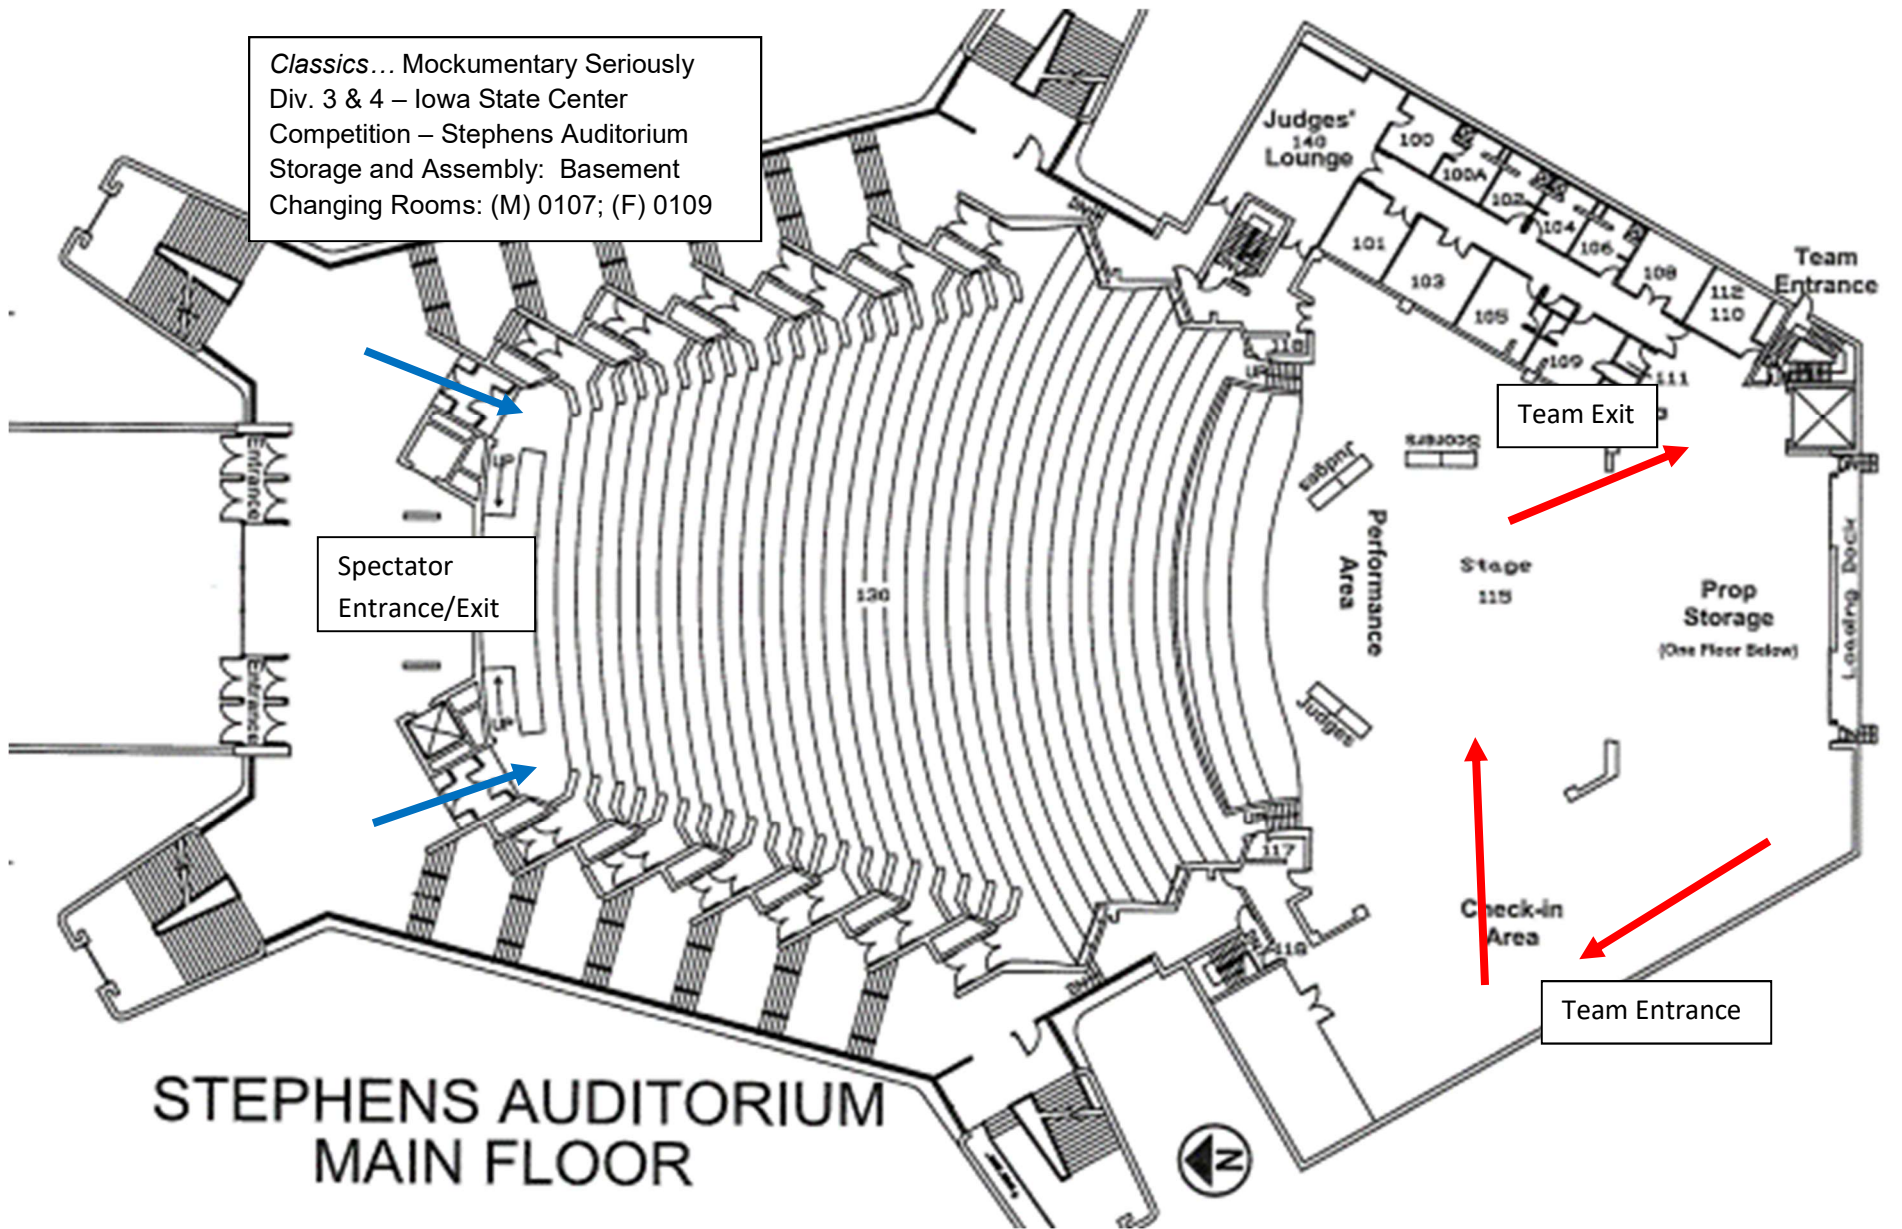 Classics… Mockumentary Seriously
Div. 3 & 4 – Iowa State Center
Competition – Stephens Auditorium
Storage and Assembly: Basement
Changing Rooms: (M) 0107; (F) 0109
Judges'
140
Lounge
100
100A
102
104
106
108
112
110
101
103
105
109
111
Team
Entrance
Team Exit
118
UP
Scorers
Judges
Performance
Area
Stage
115
Prop
Storage
(One Floor Below)
Loading Dock
Entrance
UP
Spectator
Entrance/Exit
130
Entrance
UP
Judges
117
Check-in
Area
Team Entrance
STEPHENS AUDITORIUM
MAIN FLOOR
N